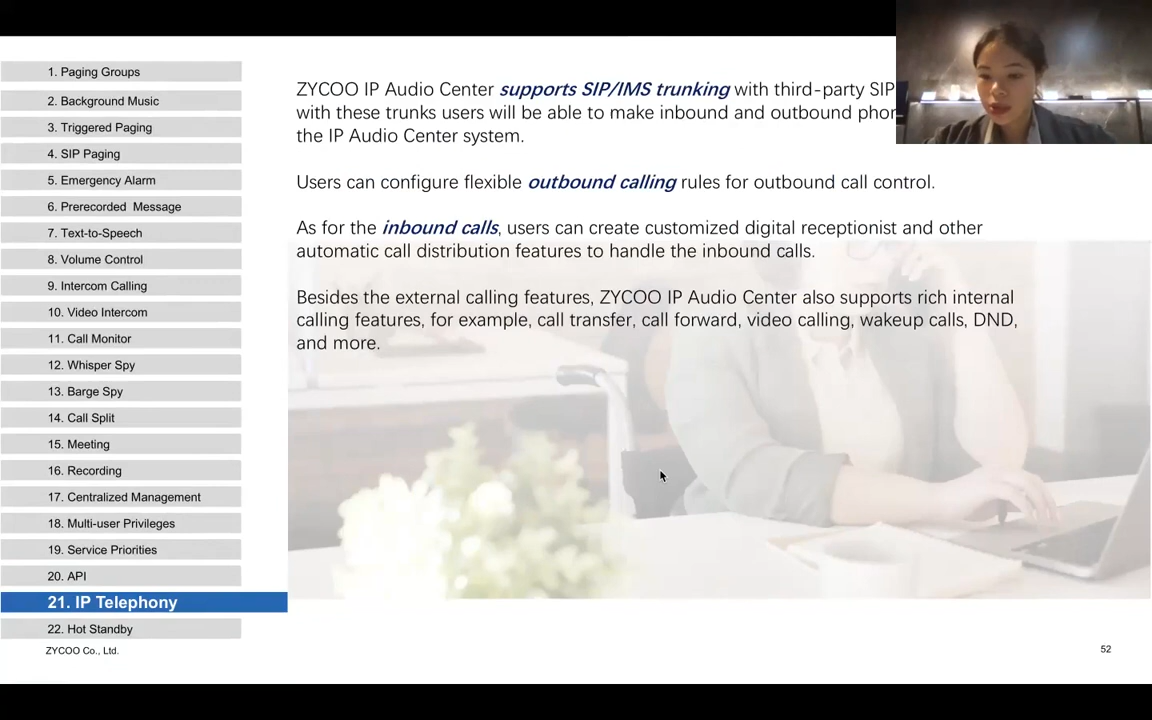 1. Paging Groups
2. Background Music
3. Triggered Paging
4. SIP Paging
5. Emergency Alarm
6. Prerecorded Message
7. Text-to-Speech
8. Volume Control
9. Intercom Calling
10. Video Intercom
11. Call Monitor
12. Whisper Spy
13. Barge Spy
14. Call Split
15. Meeting
16. Recording
17. Centralized Management
18. Multi-user Privileges
19. Service Priorities
20. API
21. IP Telephony
22. Hot Standby
ZYCOO IP Audio Center supports SIP/IMS trunking with third-party SIP
with these trunks users will be able to make inbound and outbound
the IP Audio Center system.
Users can configure flexible outbound calling rules for outbound call control.
As for the inbound calls, users can create customized digital receptionist and other
automatic call distribution features to handle the inbound calls.
Besides the external calling features, ZYCOO IP Audio Center also supports rich internal
calling features, for example, call transfer, call forward, video calling, wakeup calls, DND,
and more.
ZYCOO Co., Ltd.
52